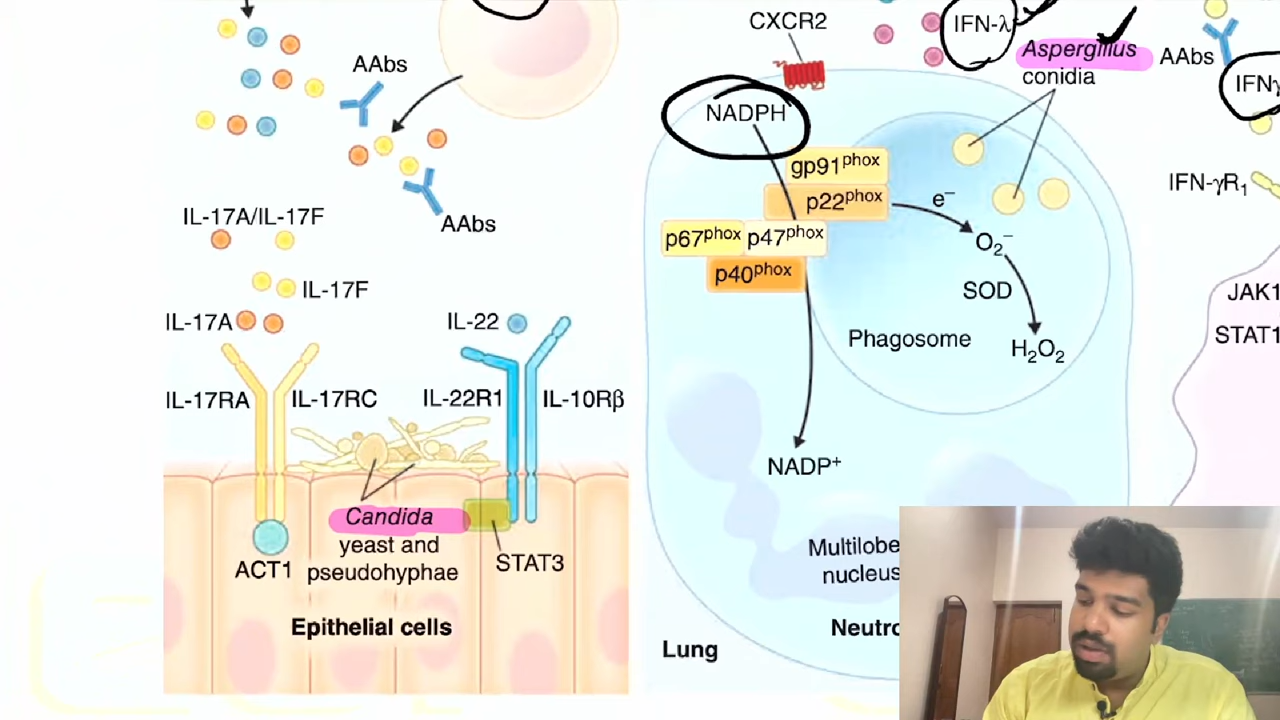 AAbs
AAbs
IL-17A/IL-17F
IL-17F
IL-17A
IL-22
IL-17RA
IL-17RC
IL-22R1
IL-10Rβ
Candida
yeast and
pseudohyphae
ACT1
STAT3
Epithelial cells
CXCR2
NADPH
gp91phox
p22phox
p67phox
p47phox
p40phox
e⁻
O₂⁻
SOD
H₂O₂
Phagosome
NADP⁺
Multilobe
nucleus
Neutro
Lung
IFN-λ
Aspergillus
conidia
AAbs
IFNγ
IFN-γR₁
JAK1
STAT1